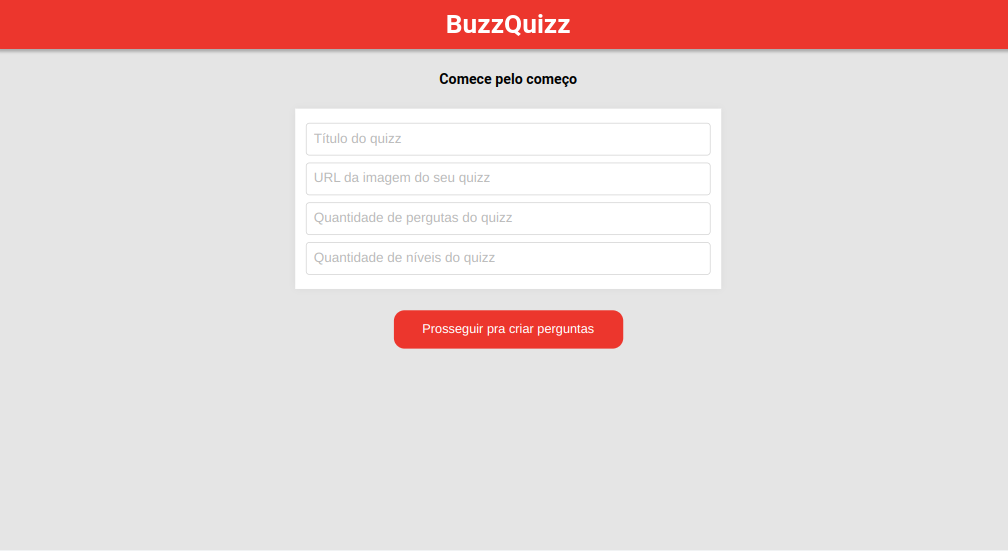 BuzzQuizz
Comece pelo começo
Título do quizz
URL da imagem do seu quizz
Quantidade de pergutas do quizz
Quantidade de níveis do quizz
Prosseguir pra criar perguntas